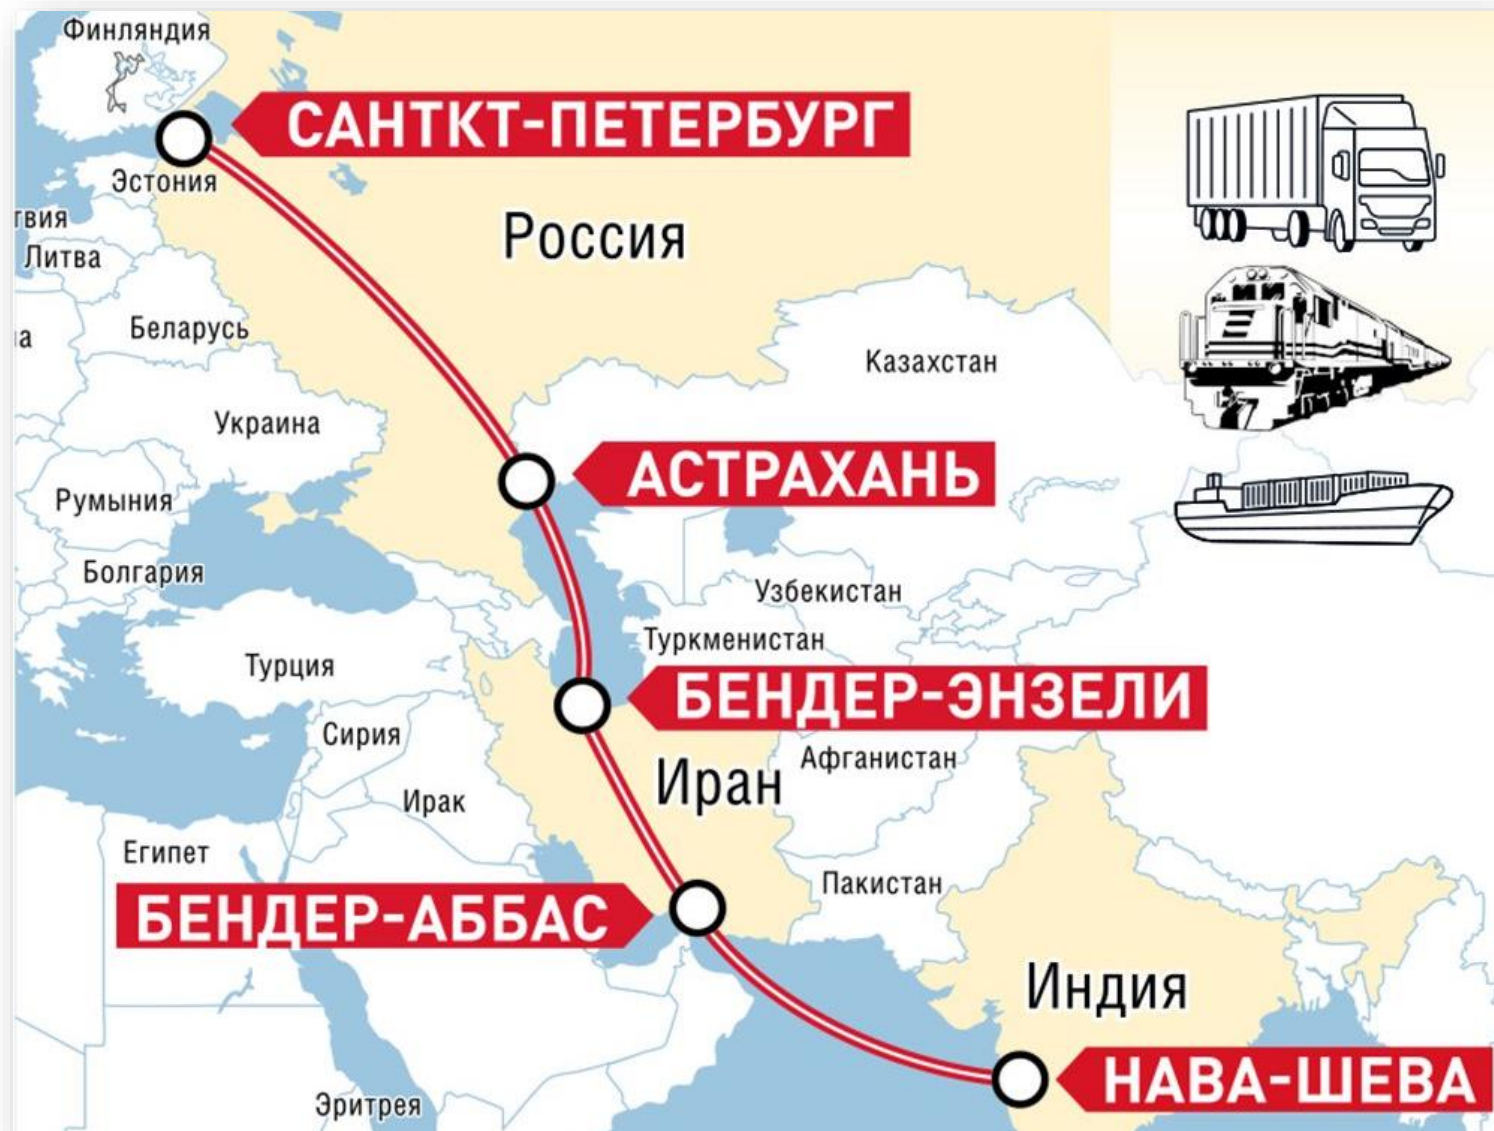 Финляндия
САНТКТ-ПЕТЕРБУРГ
Эстония
твия
Россия
Литва
Беларусь
а
Казахстан
Украина
АСТРАХАНЬ
Румыния
Болгария
Узбекистан
Туркменистан
Турция
БЕНДЕР-ЭНЗЕЛИ
Сирия
Афганистан
Иран
Ирак
Египет
Пакистан
БЕНДЕР-АББАС
Индия
НАВА-ШЕВА
Эритрея